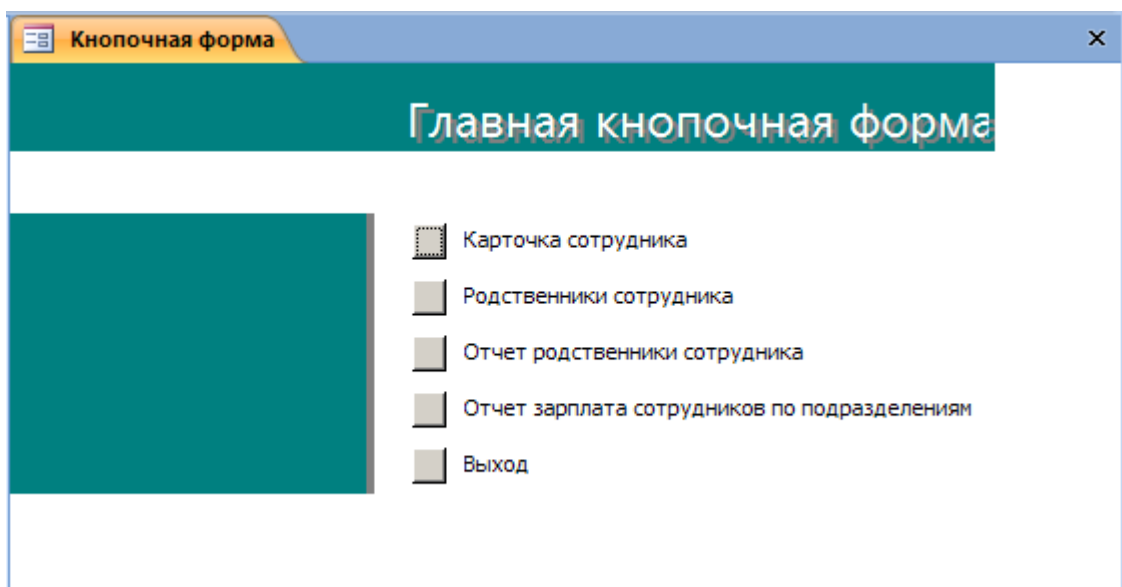 Кнопочная форма
Главная кнопочная форма
Карточка сотрудника
Родственники сотрудника
Отчет родственники сотрудника
Отчет зарплата сотрудников по подразделениям
Выход